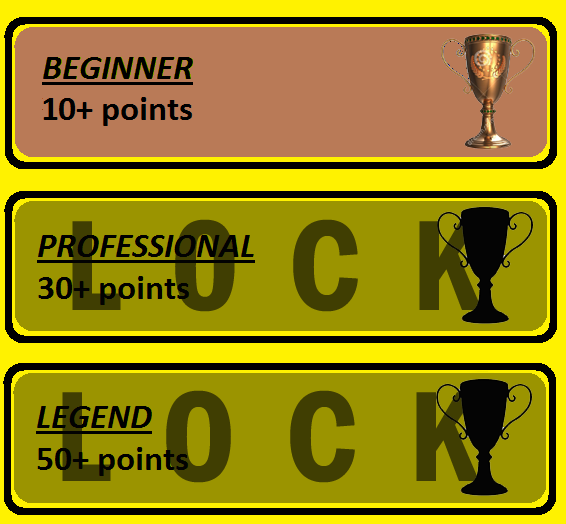 BEGINNER
10+ points
PROFESSIONAL
30+ points
LOCK
LEGEND
50+ points
LOCK